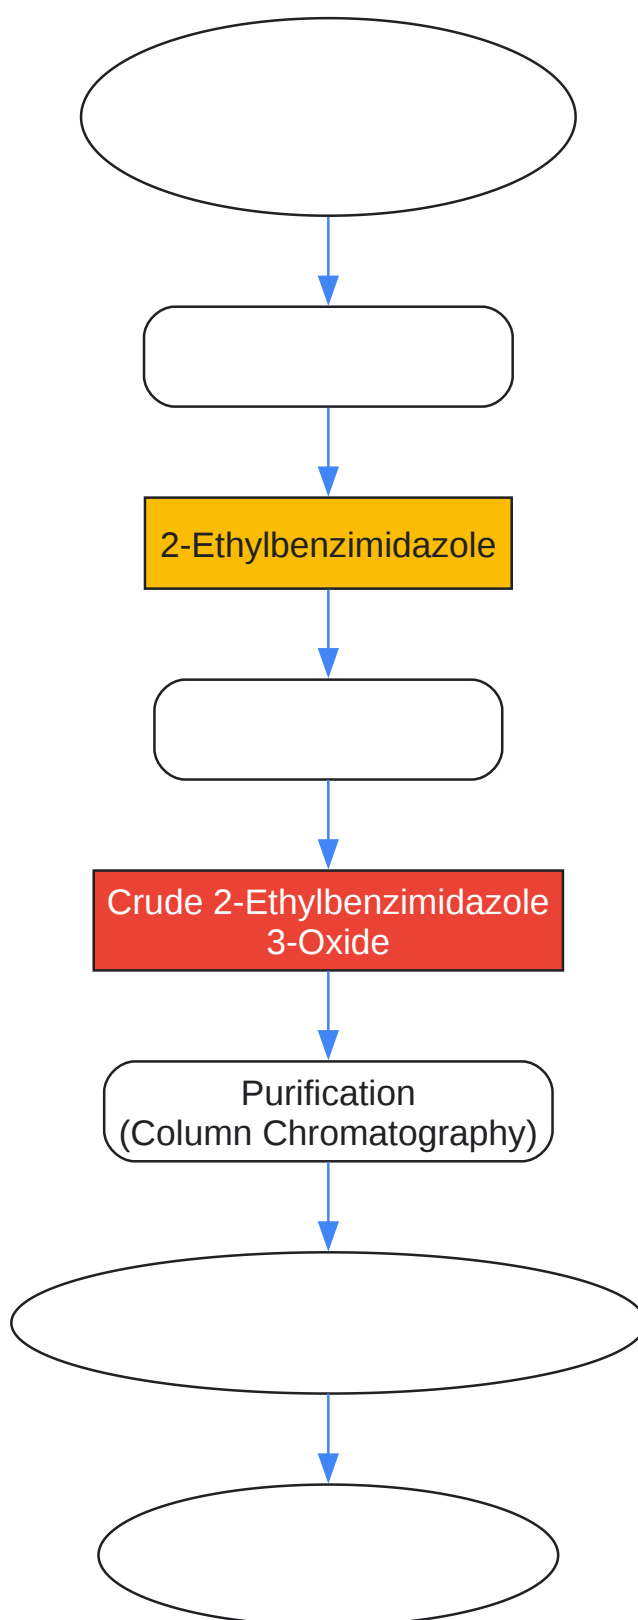 2-Ethylbenzimidazole
Crude 2-Ethylbenzimidazole
3-Oxide
Purification
(Column Chromatography)